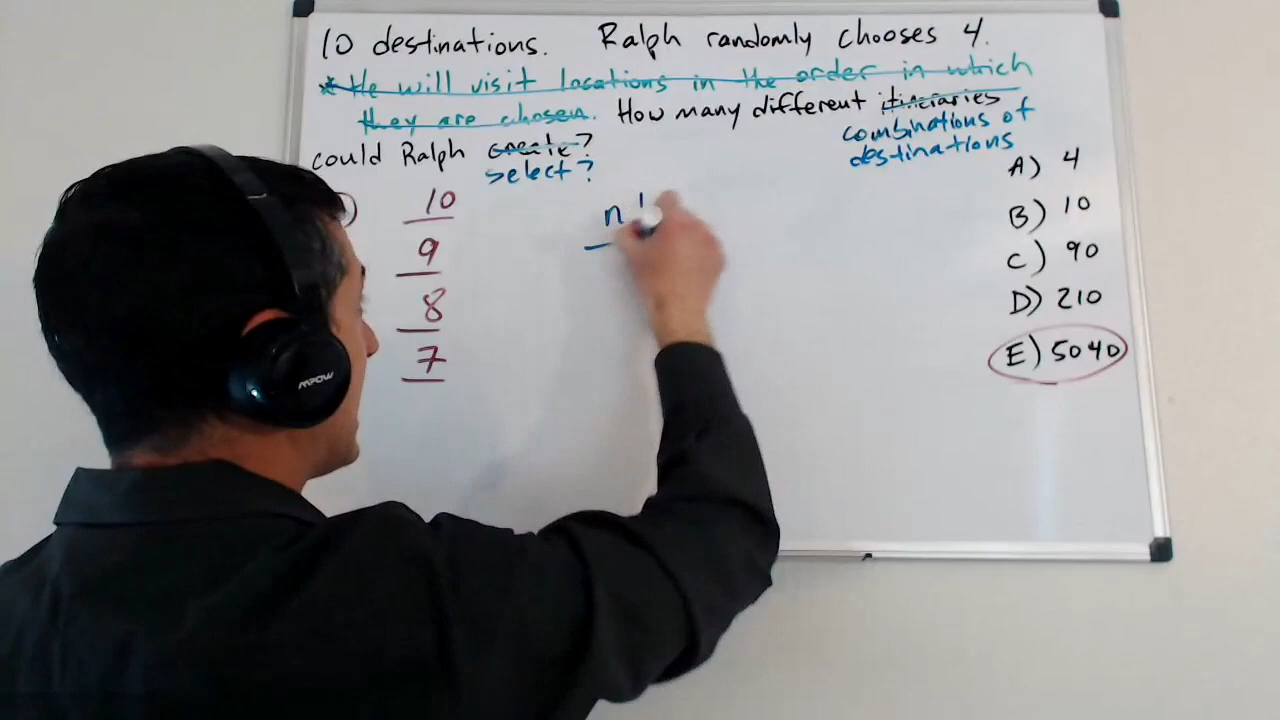 10 destinations. Ralph randomly chooses 4.
*He will visit locations in the order in which
they are chosen. How many different itineraries
combinations of
destinations
could Ralph create?
select?
)
10
9
8
7
n!
A) 4
B) 10
C) 90
D) 210
E) 5040
MPOW